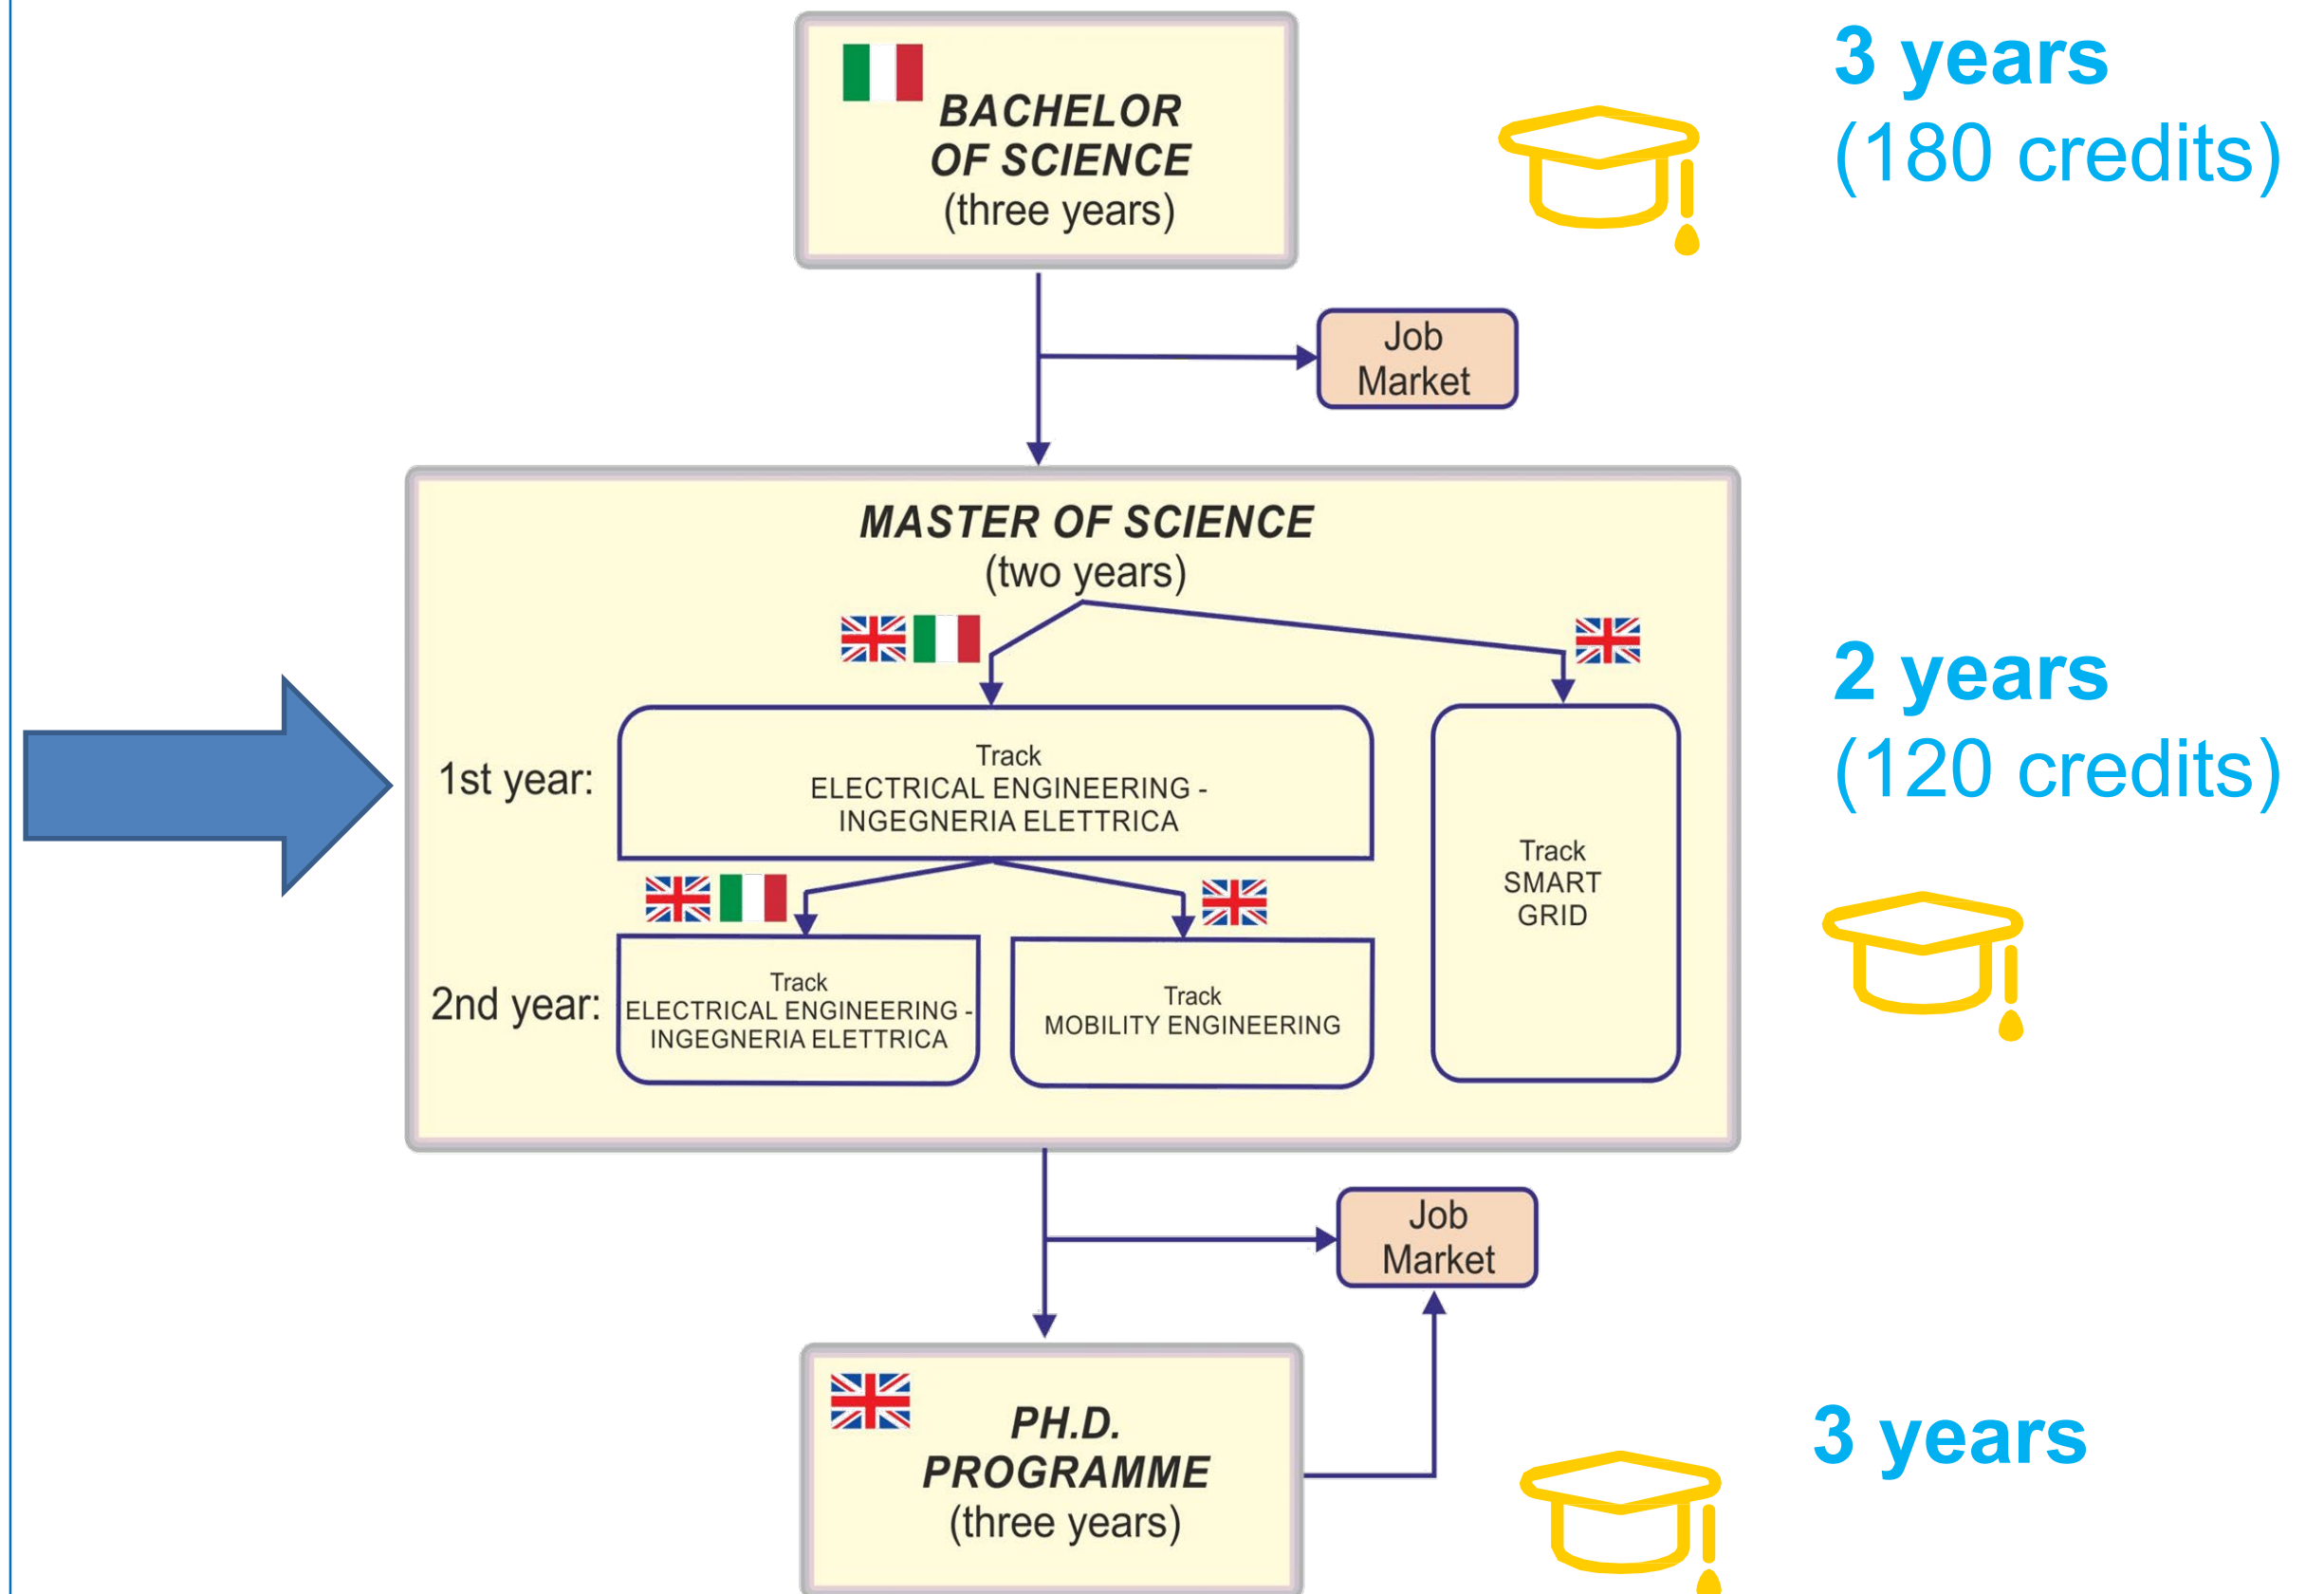 BACHELOR
OF SCIENCE
(three years)
3 years
(180 credits)
Job
Market
MASTER OF SCIENCE
(two years)
1st year:
Track
ELECTRICAL ENGINEERING -
INGEGNERIA ELETTRICA
Track
SMART
GRID
2 years
(120 credits)
2nd year:
Track
ELECTRICAL ENGINEERING -
INGEGNERIA ELETTRICA
Track
MOBILITY ENGINEERING
Job
Market
PH.D.
PROGRAMME
(three years)
3 years